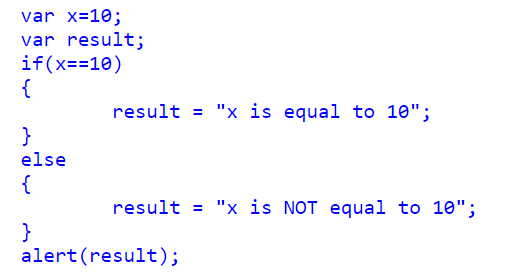 var x=10;
var result;
if(x==10)
{
result = "x is equal to 10";
}
else
{
result = "x is NOT equal to 10";
}
alert(result);